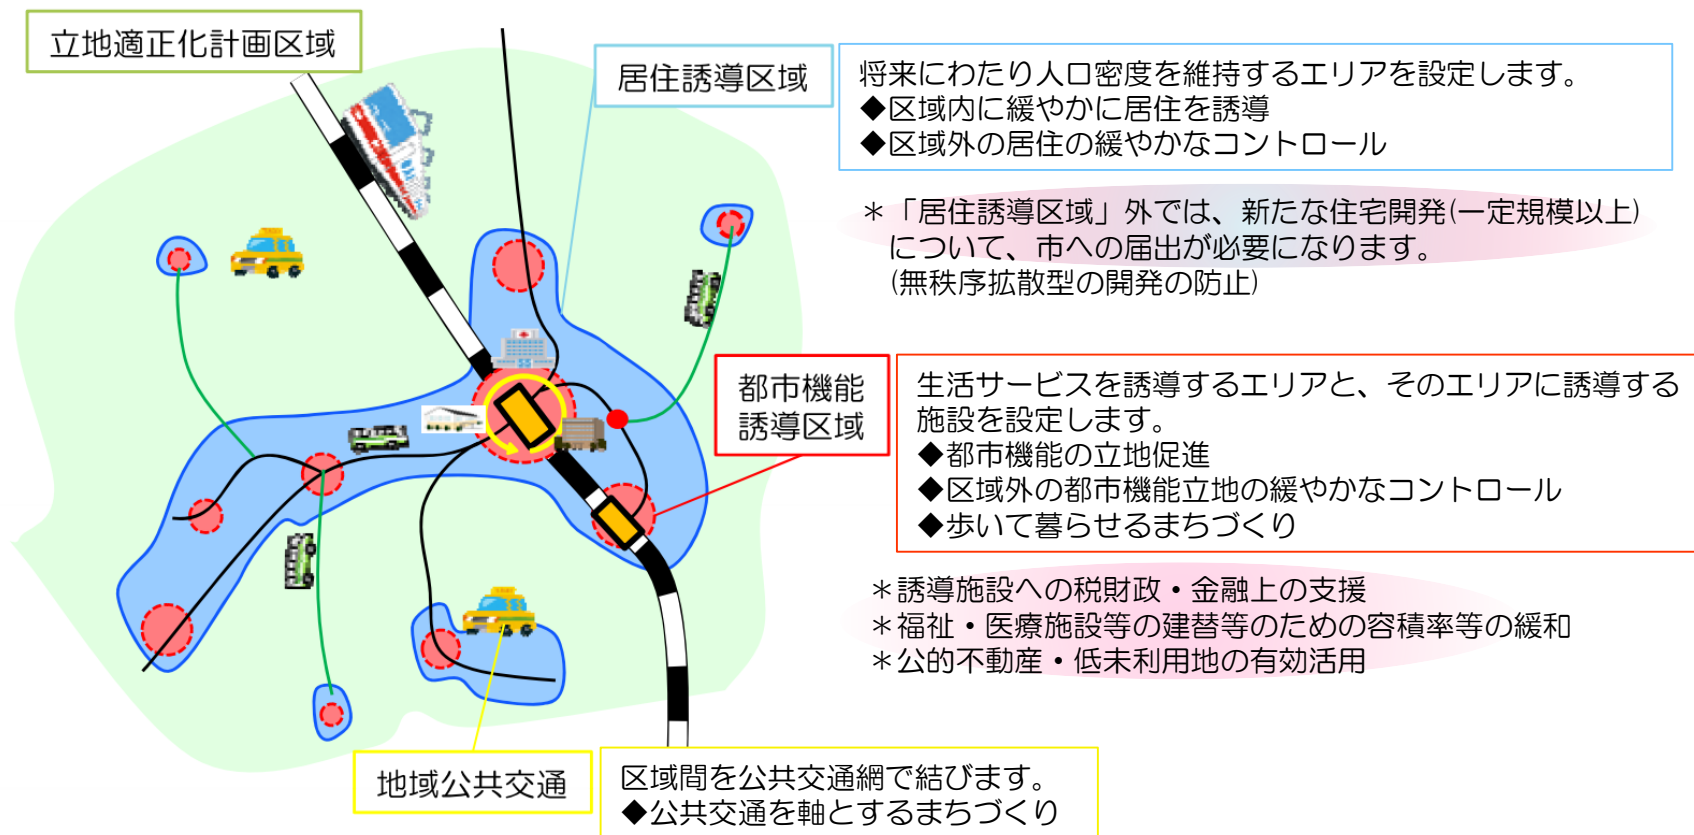 立地適正化計画区域
居住誘導区域
将来にわたり人口密度を維持するエリアを設定します。
◆区域内に緩やかに居住を誘導
◆区域外の居住の緩やかなコントロール
＊「居住誘導区域」外では、新たな住宅開発(一定規模以上)
について、市への届出が必要になります。
(無秩序拡散型の開発の防止)
都市機能
誘導区域
生活サービスを誘導するエリアと、そのエリアに誘導する
施設を設定します。
◆都市機能の立地促進
◆区域外の都市機能立地の緩やかなコントロール
◆歩いて暮らせるまちづくり
＊誘導施設への税財政・金融上の支援
＊福祉・医療施設等の建替等のための容積率等の緩和
＊公的不動産・低未利用地の有効活用
地域公共交通
区域間を公共交通網で結びます。
◆公共交通を軸とするまちづくり